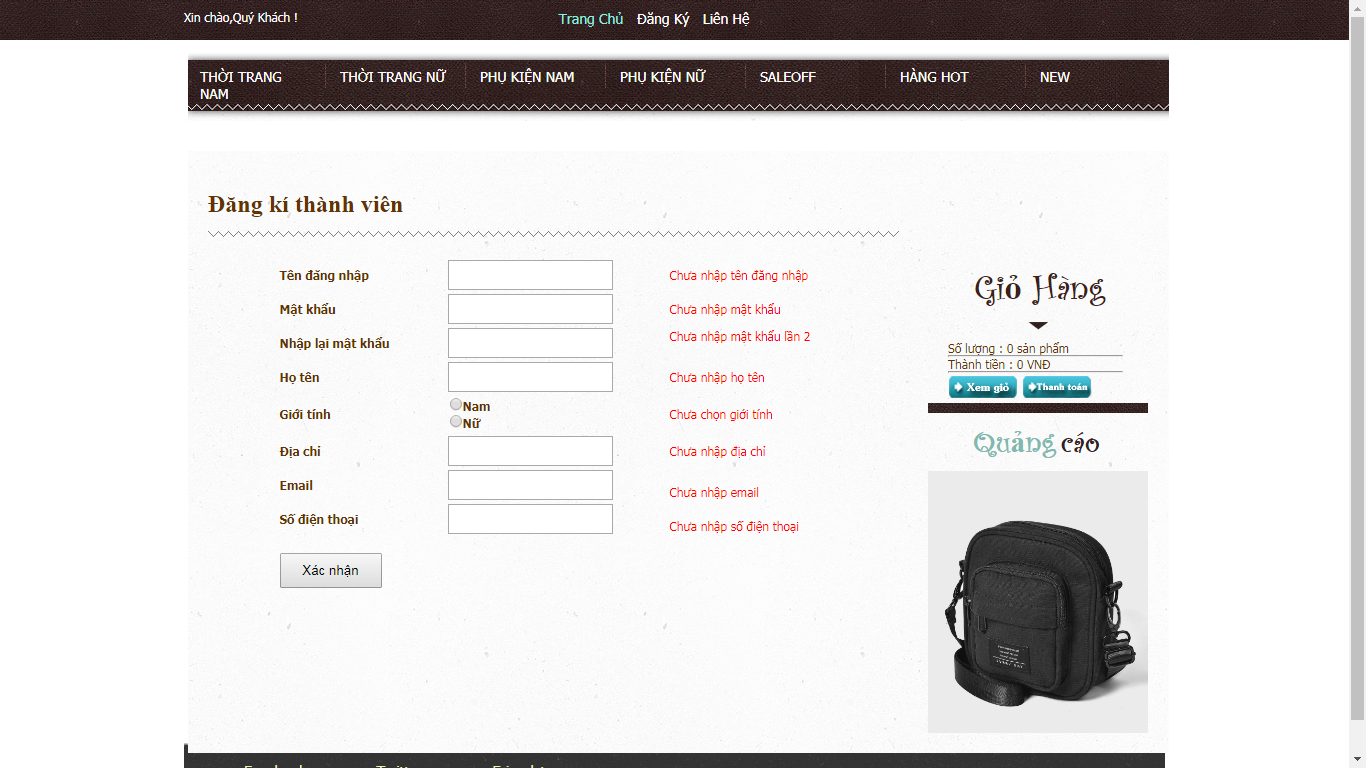 Xin chào,Quý Khách !
Trang Chủ Đăng Ký Liên Hệ
THỜI TRANG NAM
THỜI TRANG NỮ
PHỤ KIỆN NAM
PHỤ KIỆN NỮ
SALEOFF
HÀNG HOT
NEW
Đăng kí thành viên
Tên đăng nhập Chưa nhập tên đăng nhập
Mật khẩu Chưa nhập mật khẩu
Nhập lại mật khẩu Chưa nhập mật khẩu lần 2
Họ tên Chưa nhập họ tên
Giới tính Nam Chưa chọn giới tính
Nữ
Địa chỉ Chưa nhập địa chỉ
Email Chưa nhập email
Số điện thoại Chưa nhập số điện thoại
Xác nhận
Giỏ Hàng
Số lượng : 0 sản phẩm
Thành tiền : 0 VNĐ
Xem giỏ Thanh toán
Quảng cáo